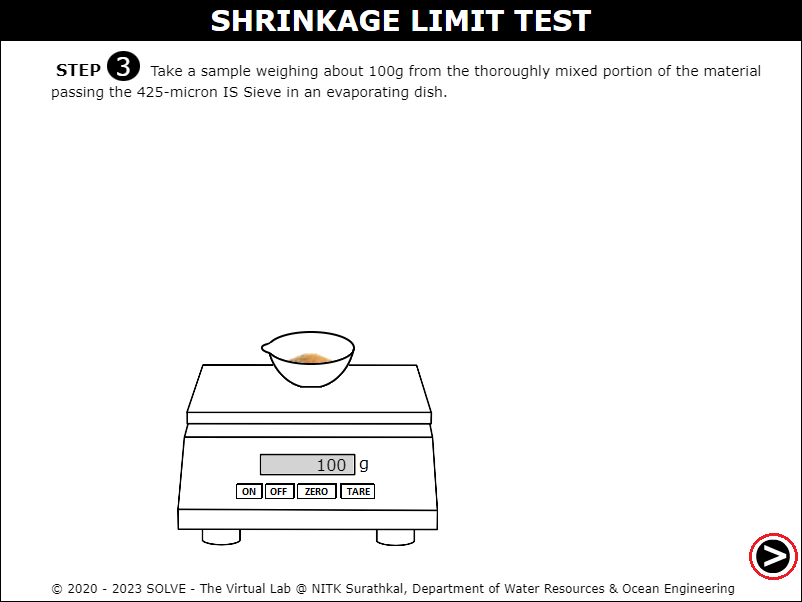 SHRINKAGE LIMIT TEST
STEP 3 Take a sample weighing about 100g from the thoroughly mixed portion of the material
passing the 425-micron IS Sieve in an evaporating dish.
100 g
ON OFF ZERO TARE
>
© 2020 - 2023 SOLVE - The Virtual Lab @ NITK Surathkal, Department of Water Resources & Ocean Engineering